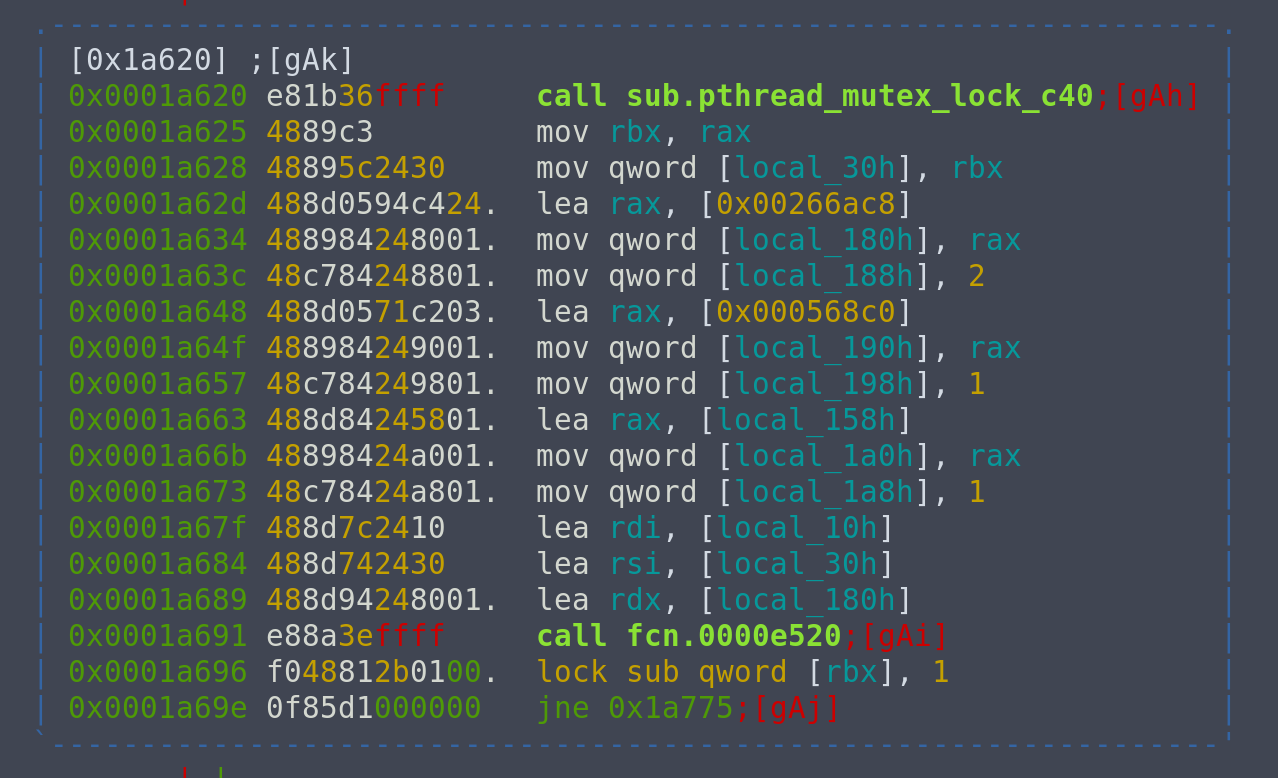 [0x1a620] ;[gAk]
0x0001a620 e81b36ffff     call sub.pthread_mutex_lock_c40;[gAh]
0x0001a625 4889c3         mov rbx, rax
0x0001a628 48895c2430     mov qword [local_30h], rbx
0x0001a62d 488d0594c424.  lea rax, [0x00266ac8]
0x0001a634 488984248001.  mov qword [local_180h], rax
0x0001a63c 48c784248801.  mov qword [local_188h], 2
0x0001a648 488d0571c203.  lea rax, [0x000568c0]
0x0001a64f 488984249001.  mov qword [local_190h], rax
0x0001a657 48c784249801.  mov qword [local_198h], 1
0x0001a663 488d84245801.  lea rax, [local_158h]
0x0001a66b 48898424a001.  mov qword [local_1a0h], rax
0x0001a673 48c78424a801.  mov qword [local_1a8h], 1
0x0001a67f 488d7c2410     lea rdi, [local_10h]
0x0001a684 488d742430     lea rsi, [local_30h]
0x0001a689 488d94248001.  lea rdx, [local_180h]
0x0001a691 e88a3effff     call fcn.0000e520;[gAi]
0x0001a696 f048812b0100.  lock sub qword [rbx], 1
0x0001a69e 0f85d1000000   jne 0x1a775;[gAj]